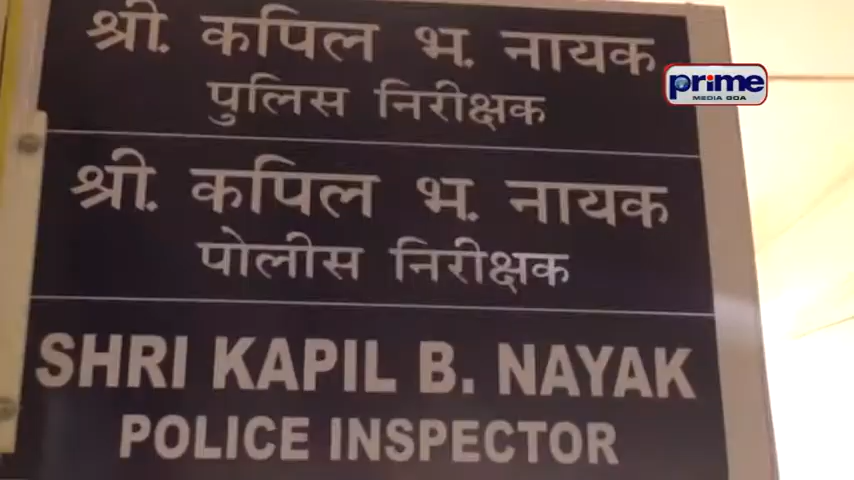 श्री. कपिल भ. नायक
पुलिस निरीक्षक
prime
MEDIA GOA
श्री. कपिल भ. नायक
पोलीस निरीक्षक
SHRI KAPIL B. NAYAK
POLICE INSPECTOR